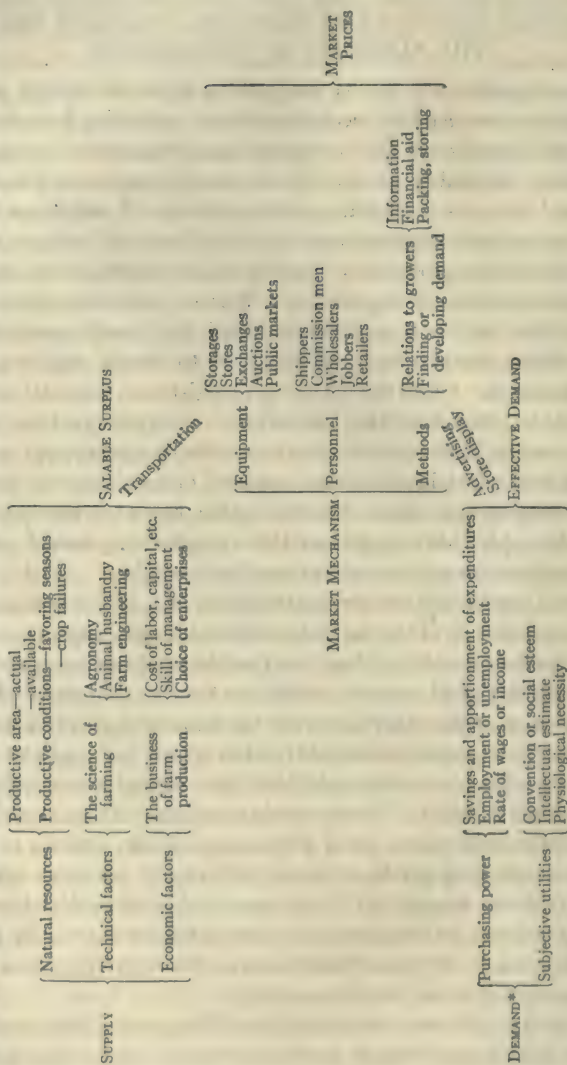 SUPPLY
Natural resources
Productive area—actual
—available
Productive conditions—favoring seasons
—crop failures
Technical factors
The science of
farming
Agronomy
Animal husbandry
Farm engineering
Economic factors
The business
of farm
production
Cost of labor, capital, etc.
Skill of management
Choice of enterprises
SALABLE SURPLUS
Transportation
MARKET MECHANISM
Equipment
Storages
Stores
Exchanges
Auctions
Public markets
Personnel
Shippers
Commission men
Wholesalers
Jobbers
Retailers
Methods
Relations to growers
Finding or
developing demand
Information
Financial aid
Packing, storing
MARKET
PRICES
Advertising
Store display
DEMAND*
Purchasing power
Savings and apportionment of expenditures
Employment or unemployment
Rate of wages or income
Subjective utilities
Convention or social esteem
Intellectual estimate
Physiological necessity
EFFECTIVE DEMAND